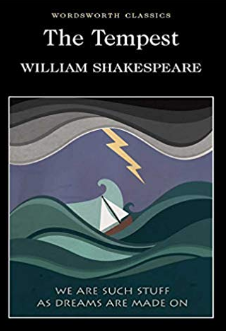 WORDSWORTH CLASSICS
The Tempest
WILLIAM SHAKESPEARE
WE ARE SUCH STUFF
AS DREAMS ARE MADE ON